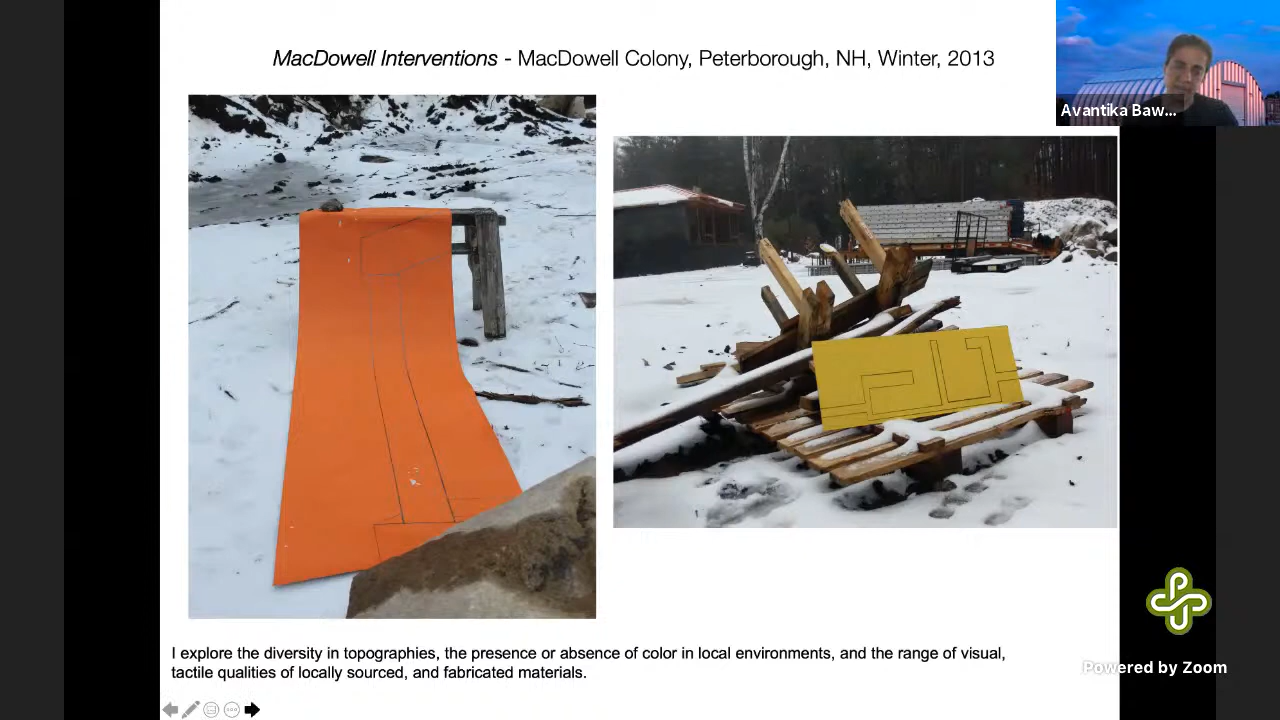 MacDowell Interventions - MacDowell Colony, Peterborough, NH, Winter, 2013
Avantika Baw...
I explore the diversity in topographies, the presence or absence of color in local environments, and the range of visual,
tactile qualities of locally sourced, and fabricated materials.
PSU
Powered by Zoom